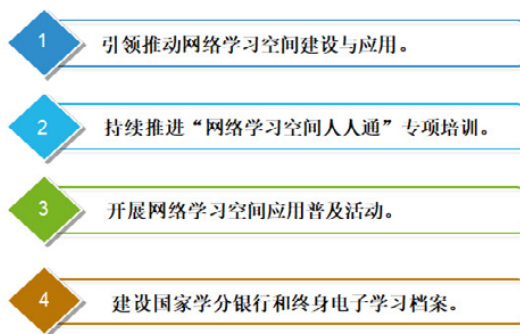 1 引领推动网络学习空间建设与应用。
2 持续推进“网络学习空间人人通”专项培训。
3 开展网络学习空间应用普及活动。
4 建设国家学分银行和终身电子学习档案。